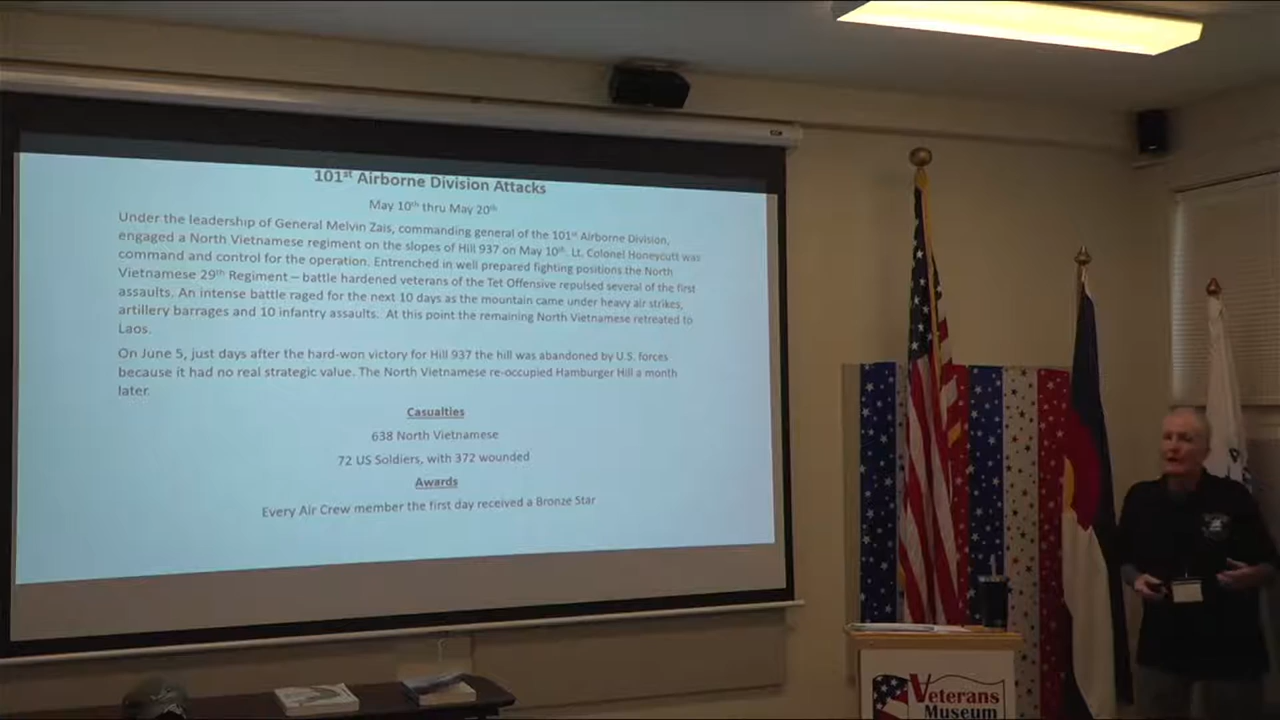 101st Airborne Division Attacks
May 10th thru May 20th
Under the leadership of General Melvin Zais, commanding general of the 101st Airborne Division,
engaged a North Vietnamese regiment on the slopes of Hill 937 on May 10th. Lt. Colonel Honeycutt was
command and control for the operation. Entrenched in well prepared fighting positions the North
Vietnamese 29th Regiment – battle hardened veterans of the Tet Offensive repulsed several of the first
assaults. An intense battle raged for the next 10 days as the mountain came under heavy air strikes,
artillery barrages and 10 infantry assaults. At this point the remaining North Vietnamese retreated to
Laos.
On June 5, just days after the hard-won victory for Hill 937 the hill was abandoned by U.S. forces
because it had no real strategic value. The North Vietnamese re-occupied Hamburger Hill a month
later.
Casualties
638 North Vietnamese
72 US Soldiers, with 372 wounded
Awards
Every Air Crew member the first day received a Bronze Star
Veterans
Museum